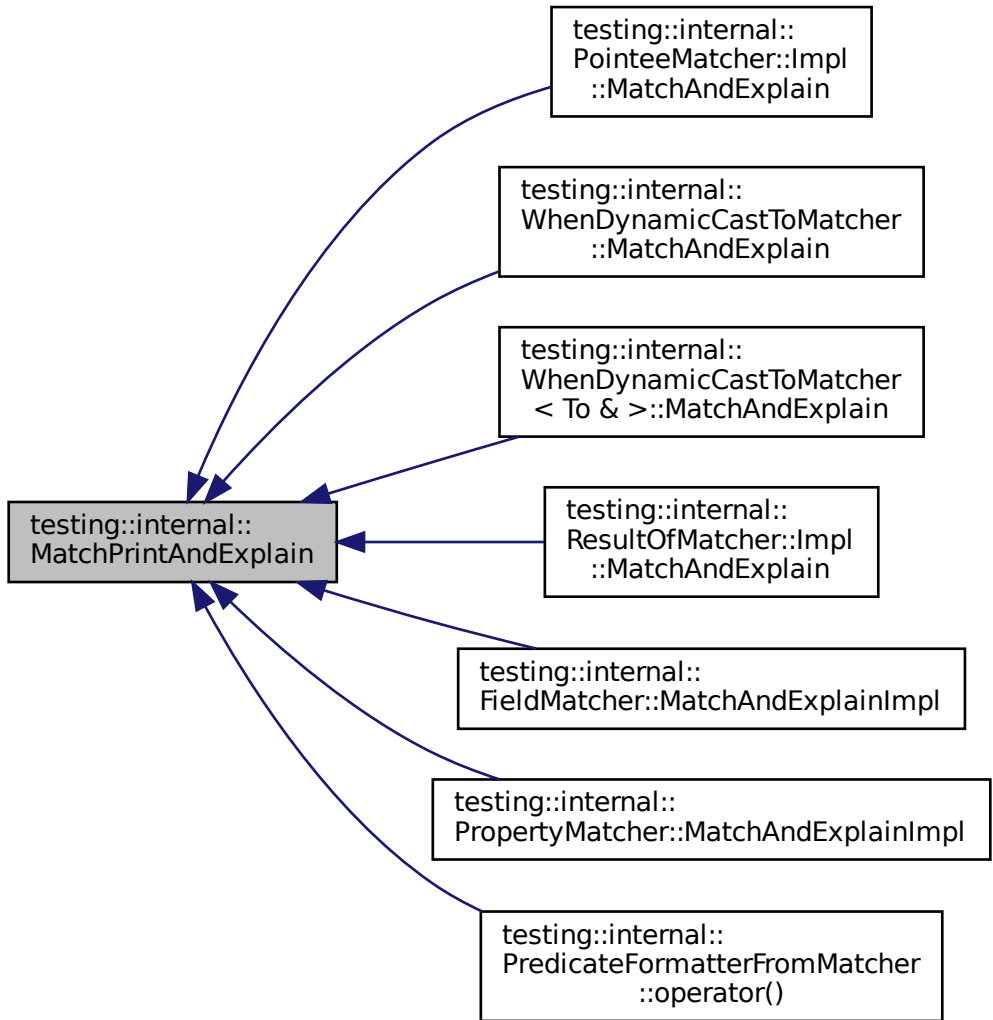 testing::internal::
PointeeMatcher::Impl
::MatchAndExplain
testing::internal::
WhenDynamicCastToMatcher
::MatchAndExplain
testing::internal::
WhenDynamicCastToMatcher
< To & >::MatchAndExplain
testing::internal::
MatchPrintAndExplain
testing::internal::
ResultOfMatcher::Impl
::MatchAndExplain
testing::internal::
FieldMatcher::MatchAndExplainImpl
testing::internal::
PropertyMatcher::MatchAndExplainImpl
testing::internal::
PredicateFormatterFromMatcher
::operator()